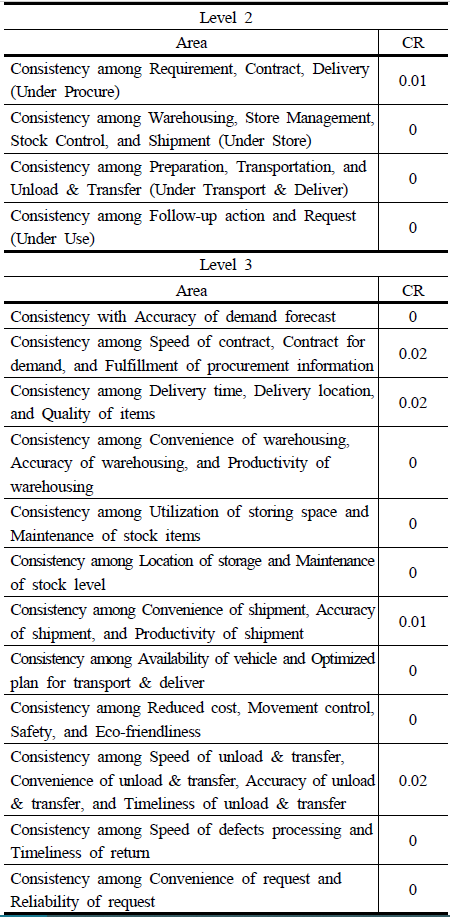 Level 2
Area CR
Consistency among Requirement, Contract, Delivery
(Under Procure) 0.01
Consistency among Warehousing, Store Management,
Stock Control, and Shipment (Under Store) 0
Consistency among Preparation, Transportation, and
Unload & Transfer (Under Transport & Deliver) 0
Consistency among Follow-up action and Request
(Under Use) 0
Level 3
Area CR
Consistency with Accuracy of demand forecast 0
Consistency among Speed of contract, Contract for
demand, and Fulfillment of procurement information 0.02
Consistency among Delivery time, Delivery location,
and Quality of items 0.02
Consistency among Convenience of warehousing,
Accuracy of warehousing, and Productivity of 0
warehousing
Consistency among Utilization of storing space and
Maintenance of stock items 0
Consistency among Location of storage and Maintenance
of stock level 0
Consistency among Convenience of shipment, Accuracy
of shipment, and Productivity of shipment 0.01
Consistency among Availability of vehicle and Optimized
plan for transport & deliver 0
Consistency among Reduced cost, Movement control,
Safety, and Eco-friendliness 0
Consistency among Speed of unload & transfer,
Convenience of unload & transfer, Accuracy of unload 0.02
& transfer, and Timeliness of unload & transfer
Consistency among Speed of defects processing and
Timeliness of return 0
Consistency among Convenience of request and
Reliability of request 0